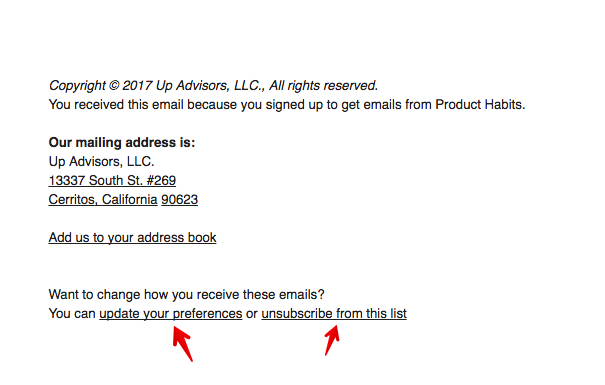 Copyright © 2017 Up Advisors, LLC., All rights reserved.
You received this email because you signed up to get emails from Product Habits.
Our mailing address is:
Up Advisors, LLC.
13337 South St. #269
Cerritos, California 90623
Add us to your address book
Want to change how you receive these emails?
You can update your preferences or unsubscribe from this list